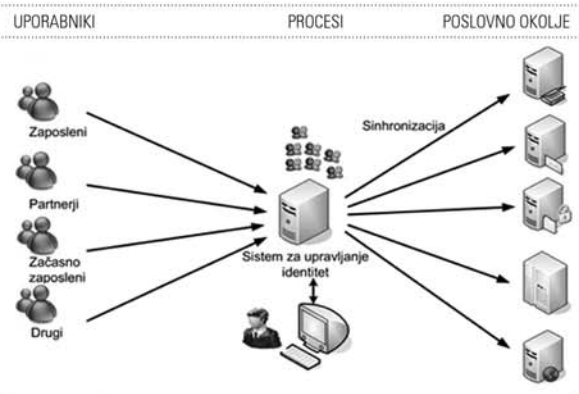 UPORABNIKI
PROCESI
POSLOVNO OKOLJE
Zaposleni
Partnerji
Začasno
zaposleni
Drugi
Sinhronizacija
Sistem za upravljanje
identitet